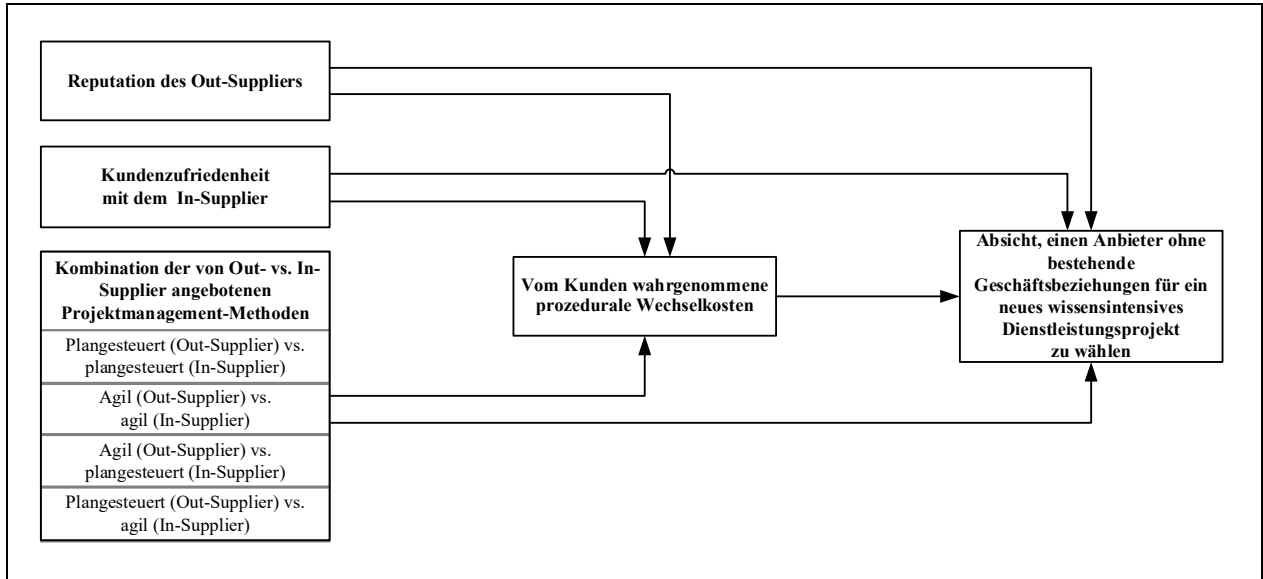 Reputation des Out-Suppliers
Kundenzufriedenheit
mit dem In-Supplier
Kombination der von Out- vs. In-
Supplier angebotenen
Projektmanagement-Methoden
Plangesteuert (Out-Supplier) vs.
plangesteuert (In-Supplier)
Agil (Out-Supplier) vs.
agil (In-Supplier)
Agil (Out-Supplier) vs.
plangesteuert (In-Supplier)
Plangesteuert (Out-Supplier) vs.
agil (In-Supplier)
Vom Kunden wahrgenommene
prozedurale Wechselkosten
Absicht, einen Anbieter ohne
bestehende
Geschäftsbeziehungen für ein
neues wissensintensives
Dienstleistungsprojekt
zu wählen